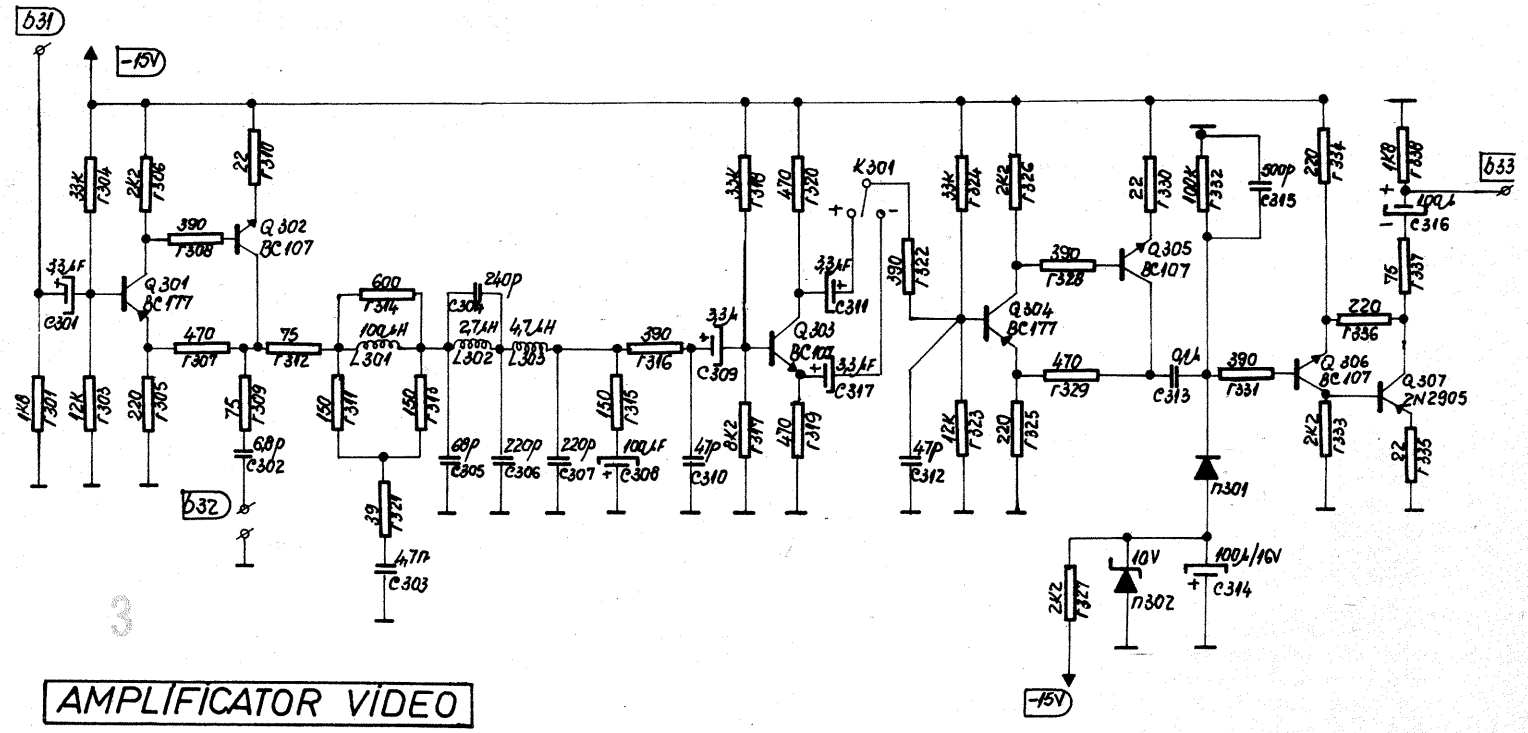 b31
-15V
33K
r304
2K2
r306
22
r310
390
r308
Q302
BC107
3,3µF
C301
Q301
BC177
470
r307
75
r312
1K8
r301
12K
r303
220
r305
75
r309
6,8p
C302
b32
600
r314
100µH
L301
150
r311
150
r313
39
r321
4,7n
C303
240p
C304
2,7µH
L302
4,7µH
L303
68p
C305
220p
C306
220p
C307
150
r315
100µF
+
C308
390
r316
47p
C310
3,3µ
+
C309
33K
r318
470
r320
Q303
BC107
8K2
r317
470
r319
3,3µF
+
C311
3,3µF
+
C317
K301
+
-
390
r322
47p
C312
33K
r324
2K2
r326
Q304
BC177
12K
r323
220
r325
390
r328
470
r329
22
r330
Q305
BC107
0,1µ
C313
100K
r332
500p
C315
390
r331
n301
10V
n302
100µ/16V
+
C314
2K2
r327
-15V
220
r334
Q306
BC107
2K2
r333
220
r336
Q307
2N2905
22
r335
75
r337
1K8
r338
+
100µ
-
C316
b33
3
AMPLIFICATOR VIDEO